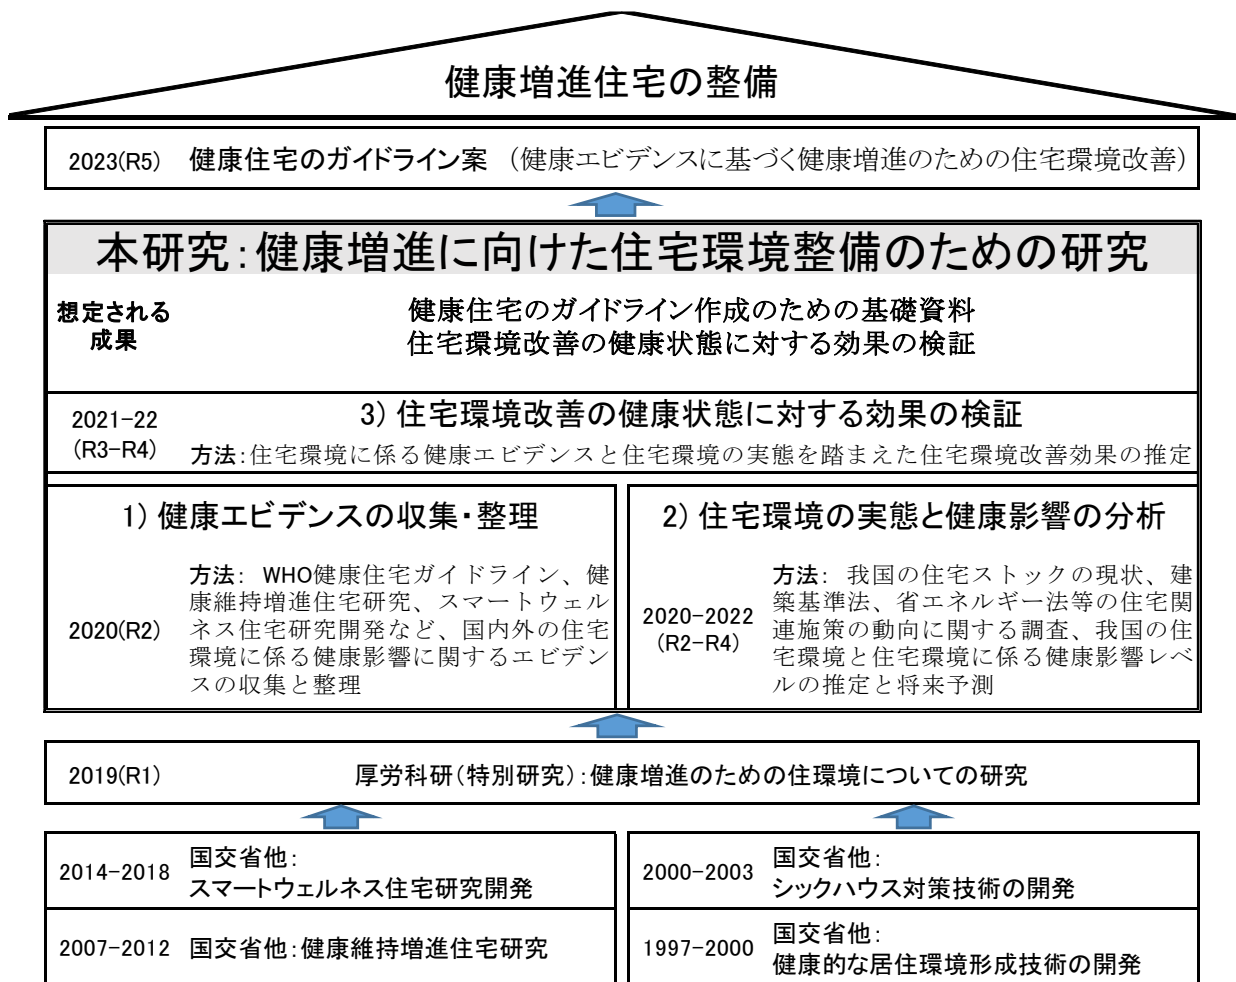 健康増進住宅の整備
2023(R5) 健康住宅のガイドライン案 （健康エビデンスに基づく健康増進のための住宅環境改善）
本研究：健康増進に向けた住宅環境整備のための研究
想定される
成果
健康住宅のガイドライン作成のための基礎資料
住宅環境改善の健康状態に対する効果の検証
2021-22
(R3-R4)
3) 住宅環境改善の健康状態に対する効果の検証
方法：住宅環境に係る健康エビデンスと住宅環境の実態を踏まえた住宅環境改善効果の推定
1) 健康エビデンスの収集・整理
2020(R2)
方法： WHO健康住宅ガイドライン、健
康維持増進住宅研究、スマートウェル
ネス住宅研究開発など、国内外の住宅
環境に係る健康影響に関するエビデン
スの収集と整理
2) 住宅環境の実態と健康影響の分析
2020-2022
(R2-R4)
方法： 我国の住宅ストックの現状、建
築基準法、省エネルギー法等の住宅関
連施策の動向に関する調査、我国の住
宅環境と住宅環境に係る健康影響レベ
ルの推定と将来予測
2019(R1) 厚労科研（特別研究）：健康増進のための住環境についての研究
2014-2018 国交省他：
スマートウェルネス住宅研究開発
2007-2012 国交省他：健康維持増進住宅研究
2000-2003 国交省他：
シックハウス対策技術の開発
1997-2000 国交省他：
健康的な居住環境形成技術の開発